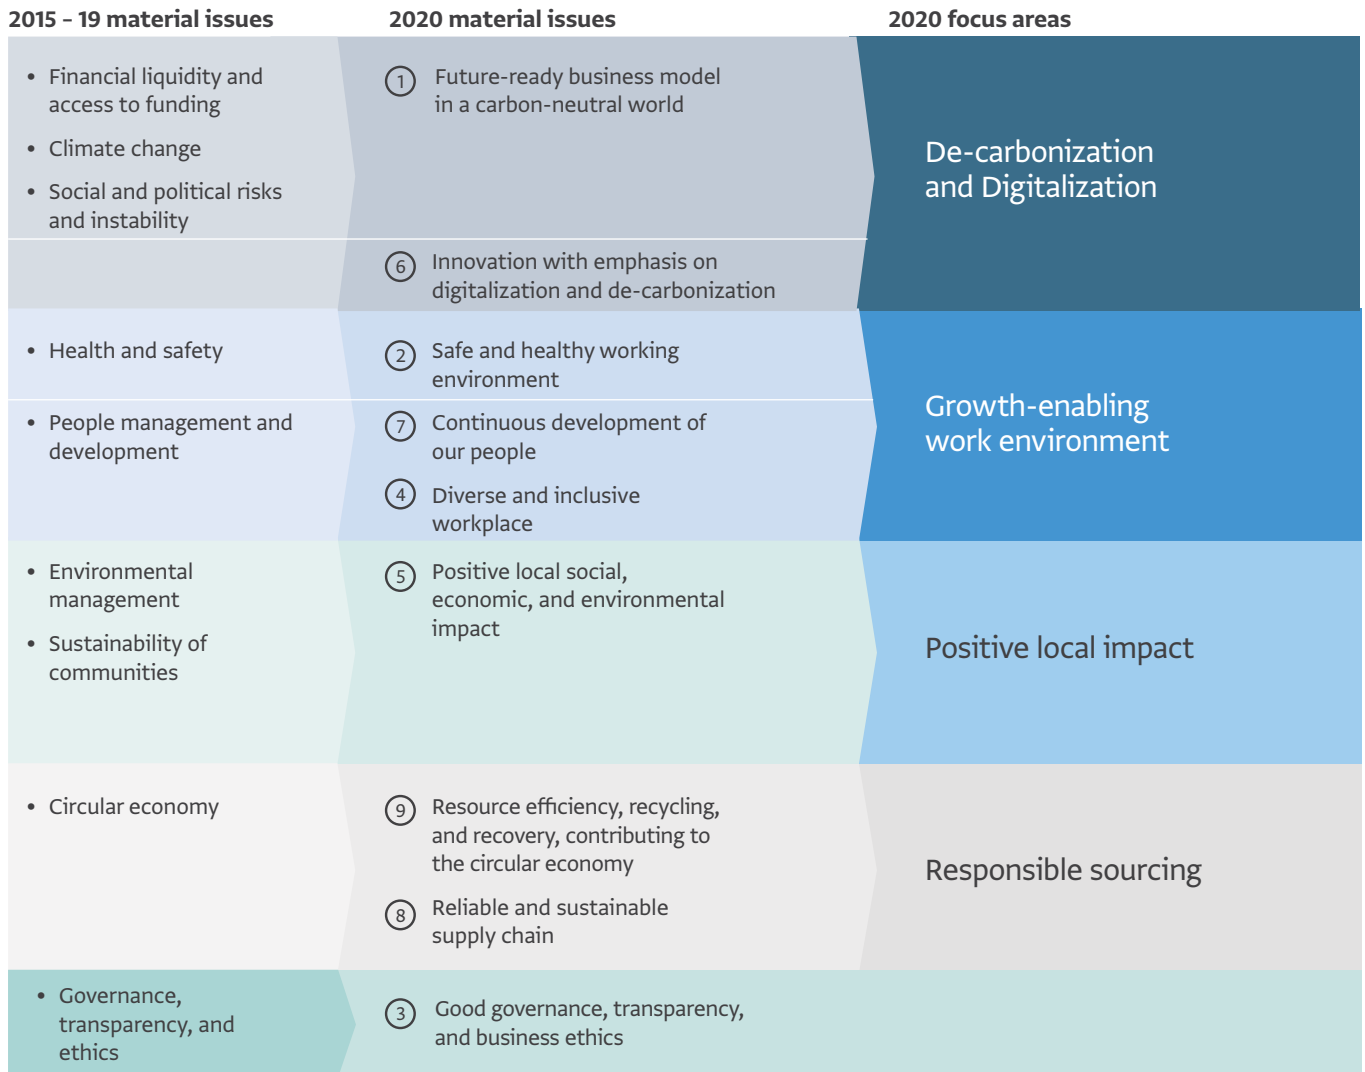 2015 – 19 material issues
2020 material issues
2020 focus areas
• Financial liquidity and
access to funding
• Climate change
• Social and political risks
and instability
1 Future-ready business model
in a carbon-neutral world
6 Innovation with emphasis on
digitalization and de-carbonization
De-carbonization
and Digitalization
• Health and safety
• People management and
development
2 Safe and healthy working
environment
7 Continuous development of
our people
4 Diverse and inclusive
workplace
Growth-enabling
work environment
• Environmental
management
• Sustainability of
communities
5 Positive local social,
economic, and environmental
impact
Positive local impact
• Circular economy
9 Resource efficiency, recycling,
and recovery, contributing to
the circular economy
8 Reliable and sustainable
supply chain
Responsible sourcing
• Governance,
transparency, and
ethics
3 Good governance, transparency,
and business ethics